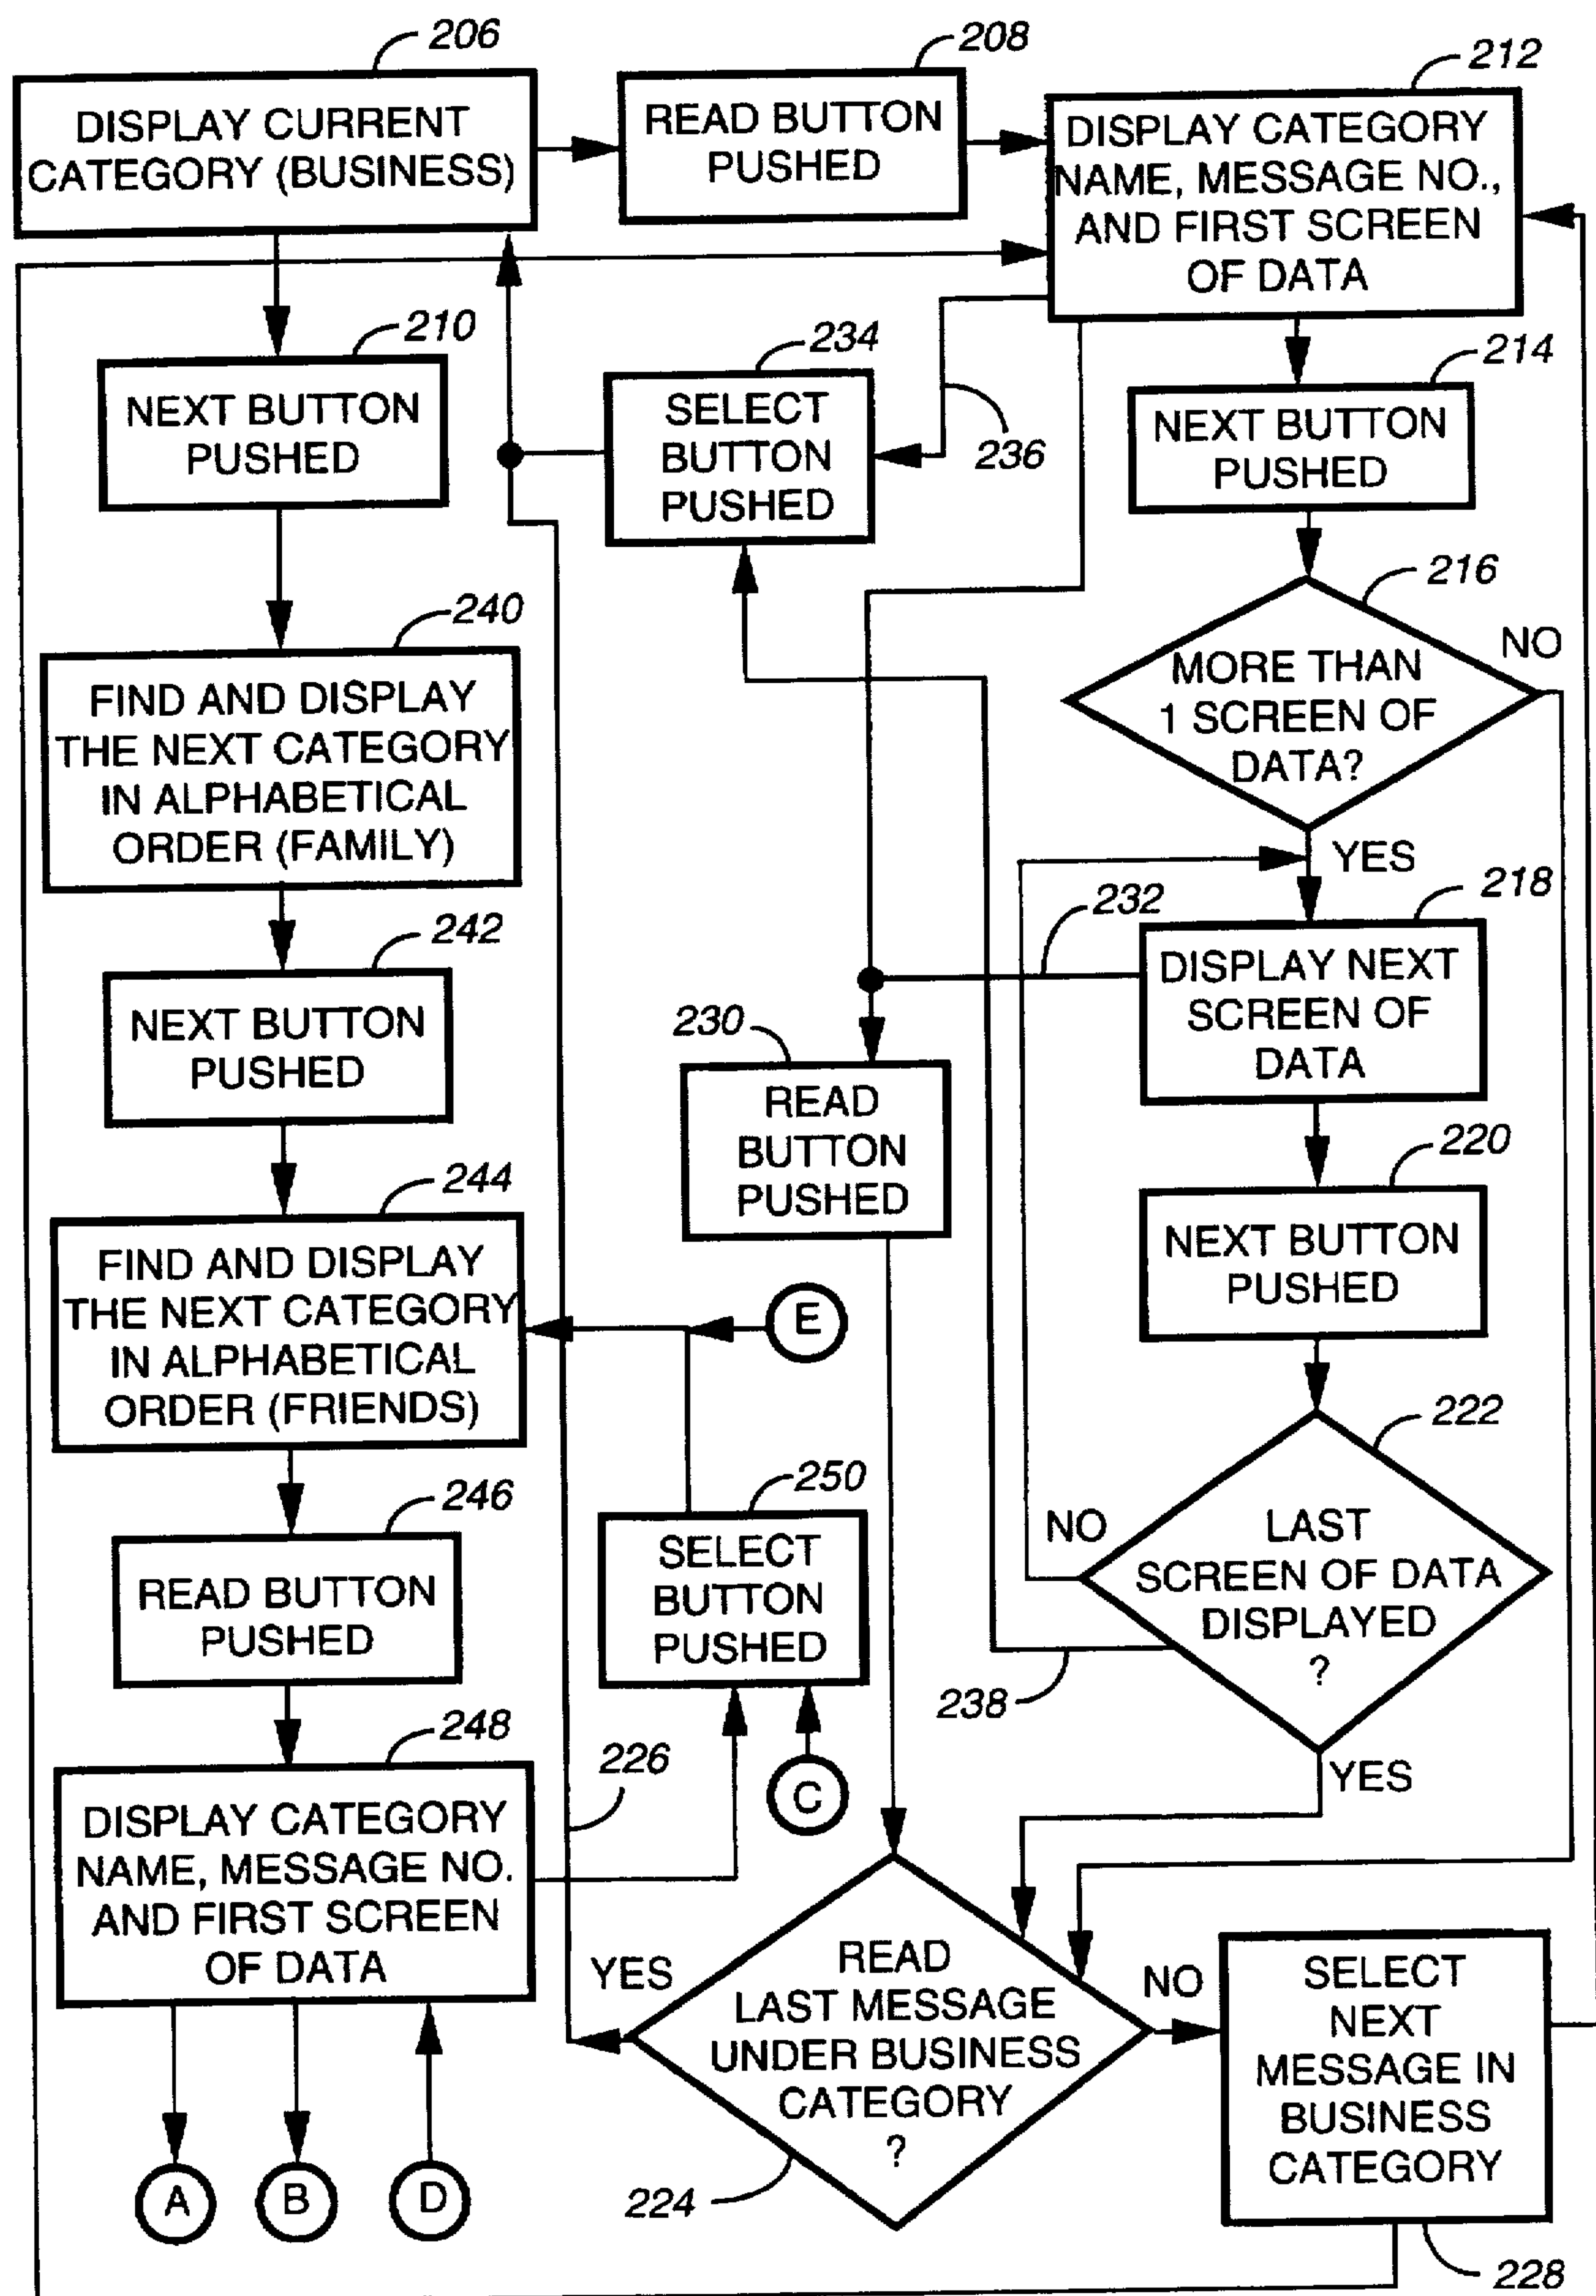 206
DISPLAY CURRENT
CATEGORY (BUSINESS)
208
READ BUTTON
PUSHED
212
DISPLAY CATEGORY
NAME, MESSAGE NO.,
AND FIRST SCREEN
OF DATA
210
NEXT BUTTON
PUSHED
234
SELECT
BUTTON
PUSHED
236
214
NEXT BUTTON
PUSHED
216
MORE THAN
1 SCREEN OF
DATA?
NO
YES
240
FIND AND DISPLAY
THE NEXT CATEGORY
IN ALPHABETICAL
ORDER (FAMILY)
232
218
DISPLAY NEXT
SCREEN OF
DATA
242
NEXT BUTTON
PUSHED
230
READ
BUTTON
PUSHED
220
NEXT BUTTON
PUSHED
244
FIND AND DISPLAY
THE NEXT CATEGORY
IN ALPHABETICAL
ORDER (FRIENDS)
E
222
LAST
SCREEN OF DATA
DISPLAYED
?
NO
238
YES
246
READ BUTTON
PUSHED
250
SELECT
BUTTON
PUSHED
C
226
248
DISPLAY CATEGORY
NAME, MESSAGE NO.
AND FIRST SCREEN
OF DATA
A
B
D
YES
READ
LAST MESSAGE
UNDER BUSINESS
CATEGORY
?
224
NO
SELECT
NEXT
MESSAGE IN
BUSINESS
CATEGORY
228